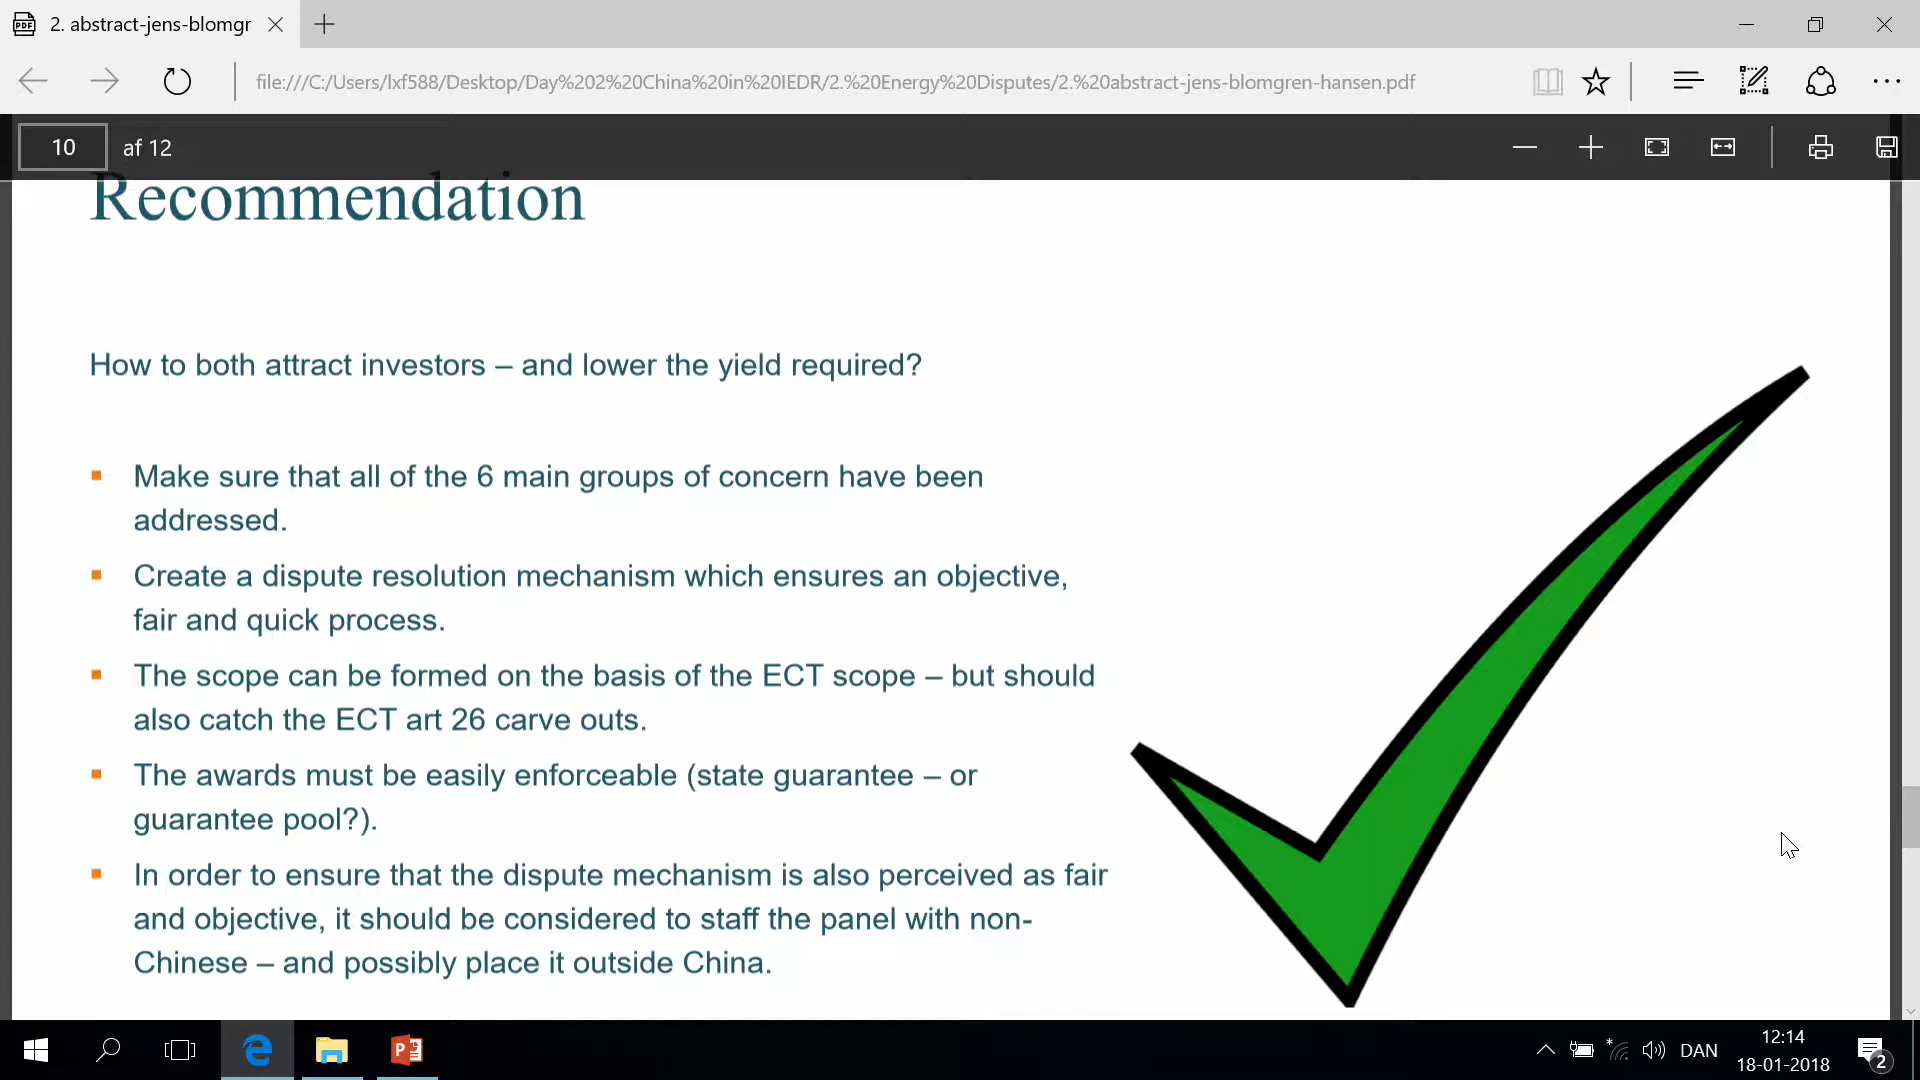 2. abstract-jens-blomgr
file:///C:/Users/lxf588/Desktop/Day%202%20China%20in%20IEDR/2.%20Energy%20Disputes/2.%20abstract-jens-blomgren-hansen.pdf
10 af 12
Recommendation
How to both attract investors – and lower the yield required?
Make sure that all of the 6 main groups of concern have been
addressed.
Create a dispute resolution mechanism which ensures an objective,
fair and quick process.
The scope can be formed on the basis of the ECT scope – but should
also catch the ECT art 26 carve outs.
The awards must be easily enforceable (state guarantee – or
guarantee pool?).
In order to ensure that the dispute mechanism is also perceived as fair
and objective, it should be considered to staff the panel with non-
Chinese – and possibly place it outside China.
DAN
12:14
18-01-2018
2